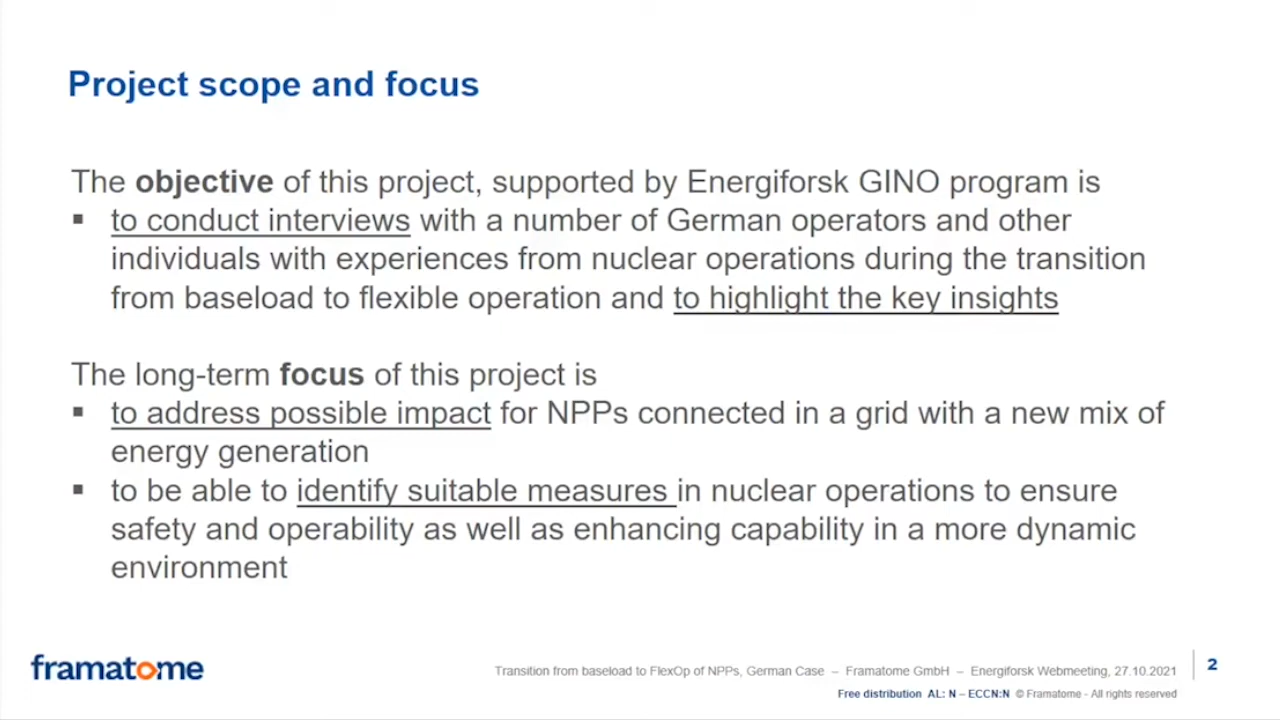 Project scope and focus
The objective of this project, supported by Energiforsk GINO program is
▪ to conduct interviews with a number of German operators and other
individuals with experiences from nuclear operations during the transition
from baseload to flexible operation and to highlight the key insights
The long-term focus of this project is
▪ to address possible impact for NPPs connected in a grid with a new mix of
energy generation
▪ to be able to identify suitable measures in nuclear operations to ensure
safety and operability as well as enhancing capability in a more dynamic
environment
framatome
Transition from baseload to FlexOp of NPPs, German Case – Framatome GmbH – Energiforsk Webmeeting, 27.10.2021
2
Free distribution AL: N – ECCN:N © Framatome - All rights reserved